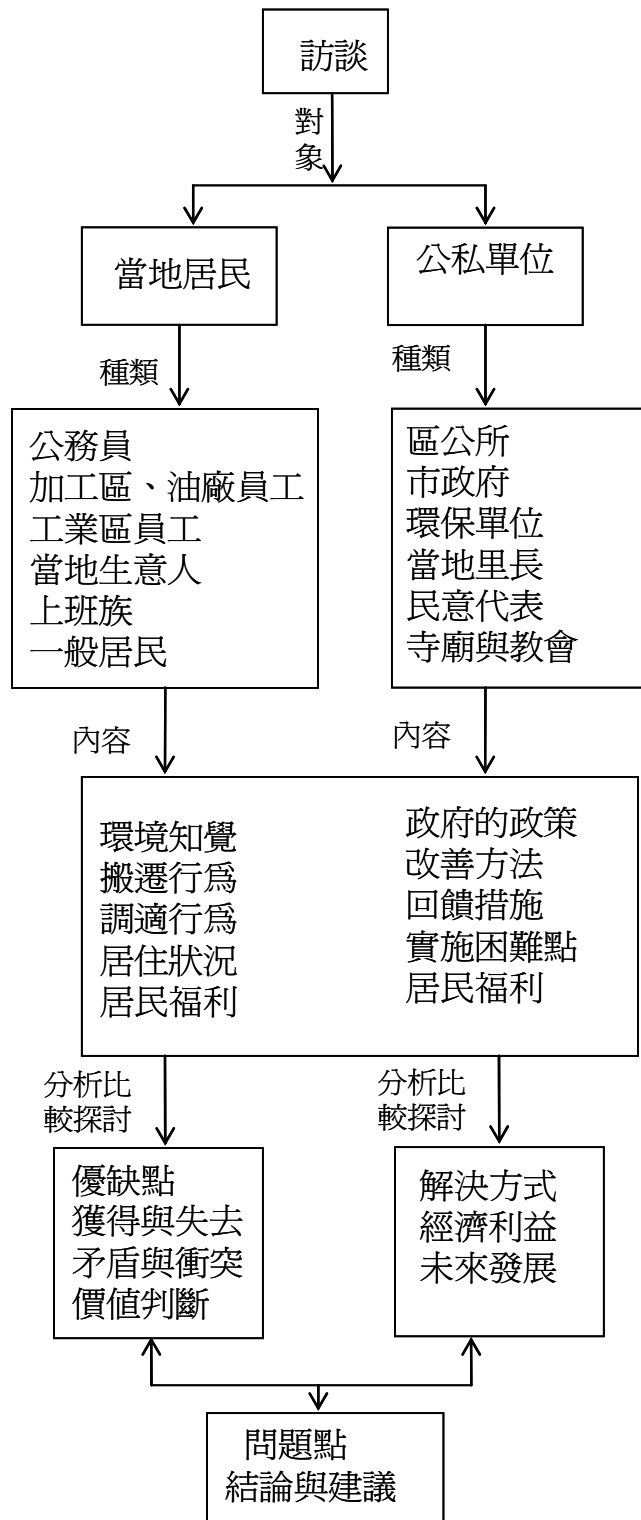 訪談
對
象
當地居民
公私單位
種類
種類
公務員
加工區、油廠員工
工業區員工
當地生意人
上班族
一般居民
區公所
市政府
環保單位
當地里長
民意代表
寺廟與教會
內容
內容
環境知覺
搬遷行為
調適行為
居住狀況
居民福利
政府的政策
改善方法
回饋措施
實施困難點
居民福利
分析比
較探討
分析比
較探討
優缺點
獲得與失去
矛盾與衝突
價值判斷
解決方式
經濟利益
未來發展
問題點
結論與建議